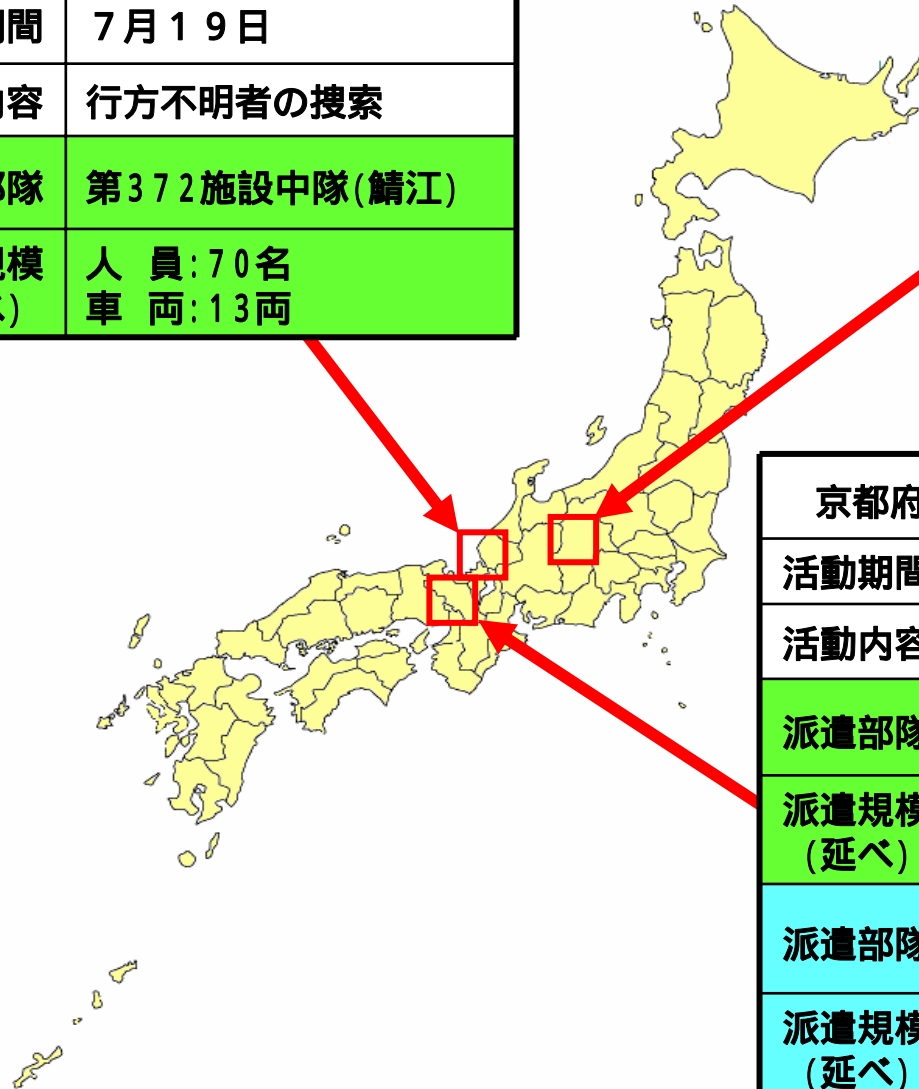 間 7月19日
容 行方不明者の捜索
隊 第372施設中隊(鯖江)
規模 人 員:70名
べ) 車 両:13両
京都府
活動期間
活動内容
派遣部隊
派遣規模
(延べ)
派遣部隊
派遣規模
(延べ)